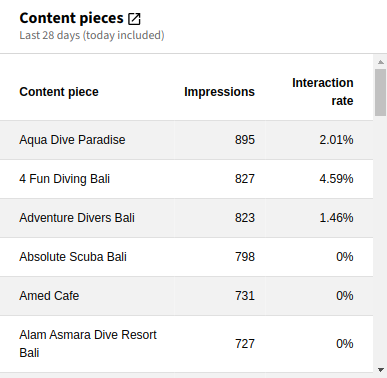 Content pieces
Last 28 days (today included)
Content piece Impressions Interaction rate
Aqua Dive Paradise 895 2.01%
4 Fun Diving Bali 827 4.59%
Adventure Divers Bali 823 1.46%
Absolute Scuba Bali 798 0%
Amed Cafe 731 0%
Alam Asmara Dive Resort Bali 727 0%